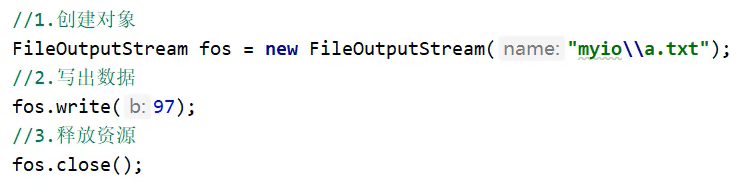 //1.创建对象
FileOutputStream fos = new FileOutputStream( name: "myio\\a.txt");
//2.写出数据
fos.write( b: 97);
//3.释放资源
fos.close();